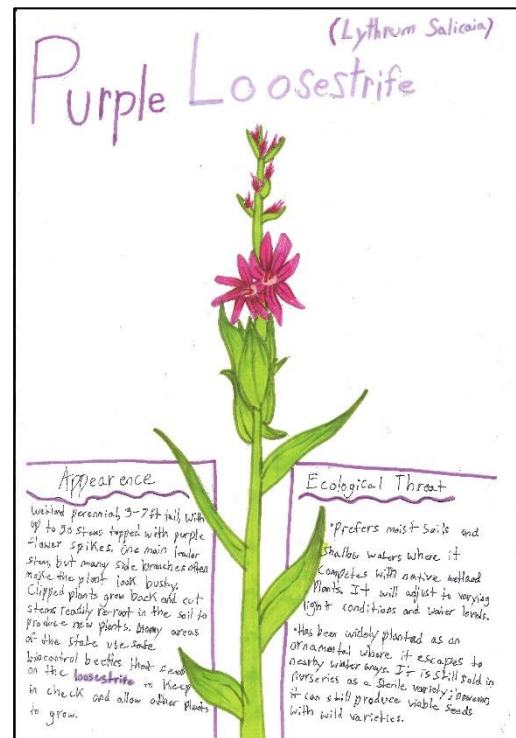 (Lythrum Salicaia)
Purple Loosestrife
Appearence
Wetland perennial, 3-7 ft tall, with
up to 50 stems topped with purple
flower spikes. One main leader
stem, but many side branches often
make the plant look bushy.
Clipped plants grow back and cut
stems readily re-root in the soil to
produce new plants. Many areas
of the state use safe
biocontrol beetles that feed
on the loosestrife to keep
in check and allow other plants
to grow.
Ecological Threat
•prefers moist soils and
shallow waters where it
competes with native wetland
plants. It will adjust to varying
light conditions and water levels.
•Has been widely planted as an
ornamental where it escapes to
nearby water ways. It is still sold in
nurseries as a sterile variety; however,
it can still produce viable seeds
with wild varieties.